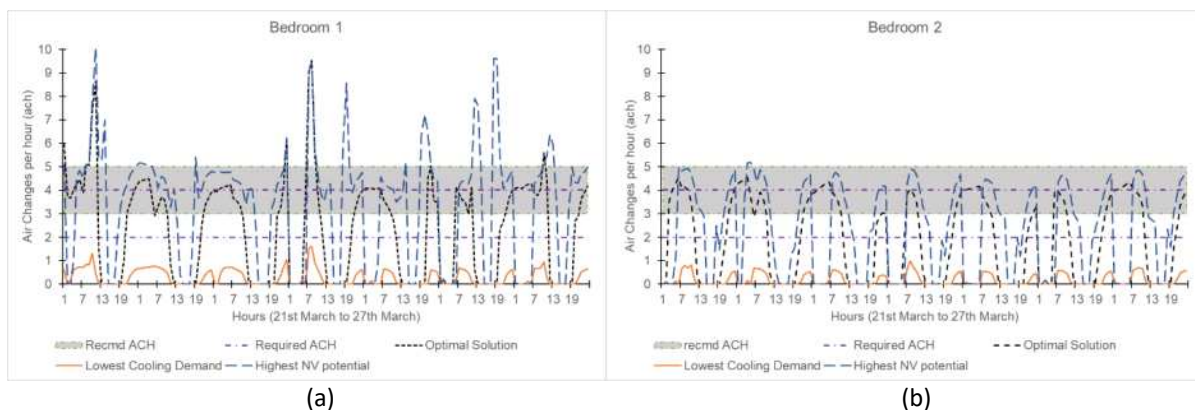 Bedroom 1
Air Changes per hour (ach)
10
9
8
7
6
5
4
3
2
1
0
1 7 13 19 1 7 13 19 1 7 13 19 1 7 13 19 1 7 13 19 1 7 13 19 1 7 13 19
Hours (21st March to 27th March)
Recmd ACH Required ACH Optimal Solution
Lowest Cooling Demand Highest NV potential
(a)
Bedroom 2
Air Changes per hour (ach)
10
9
8
7
6
5
4
3
2
1
0
1 7 13 19 1 7 13 19 1 7 13 19 1 7 13 19 1 7 13 19 1 7 13 19 1 7 13 19
Hours (21st March to 27th March)
recmd ACH Required ACH Optimal Solution
Lowest Cooling Demand Highest NV potential
(b)